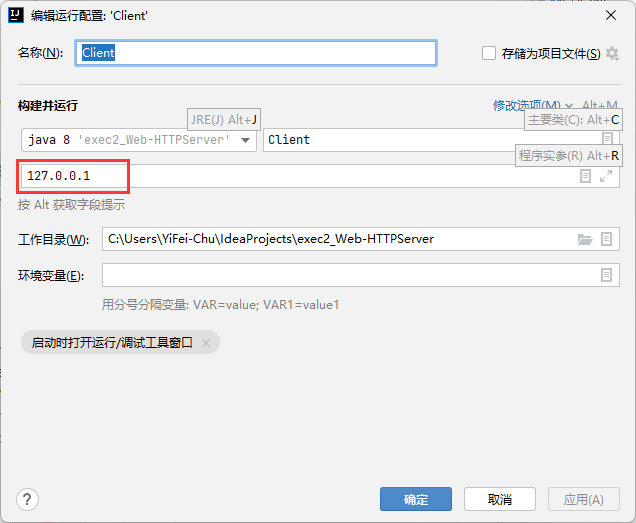 IJ 编辑运行配置: 'Client'
名称(N): Client 存储为项目文件(S)
构建并运行 修改选项(M) Alt+M
JRE(J) Alt+J 主要类(C): Alt+C
java 8 'exec2_Web-HTTPServer' Client
程序实参(R) Alt+R
127.0.0.1
按 Alt 获取字段提示
工作目录(W): C:\Users\YiFei-Chu\IdeaProjects\exec2_Web-HTTPServer
环境变量(E):
用分号分隔变量: VAR=value; VAR1=value1
启动时打开运行/调试工具窗口
? 确定 取消 应用(A)